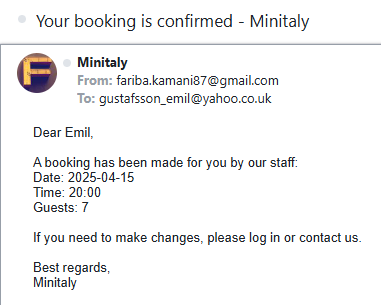 Your booking is confirmed - Minitaly
F
Minitaly
From: fariba.kamani87@gmail.com
To: gustafsson_emil@yahoo.co.uk
Dear Emil,
A booking has been made for you by our staff:
Date: 2025-04-15
Time: 20:00
Guests: 7
If you need to make changes, please log in or contact us.
Best regards,
Minitaly